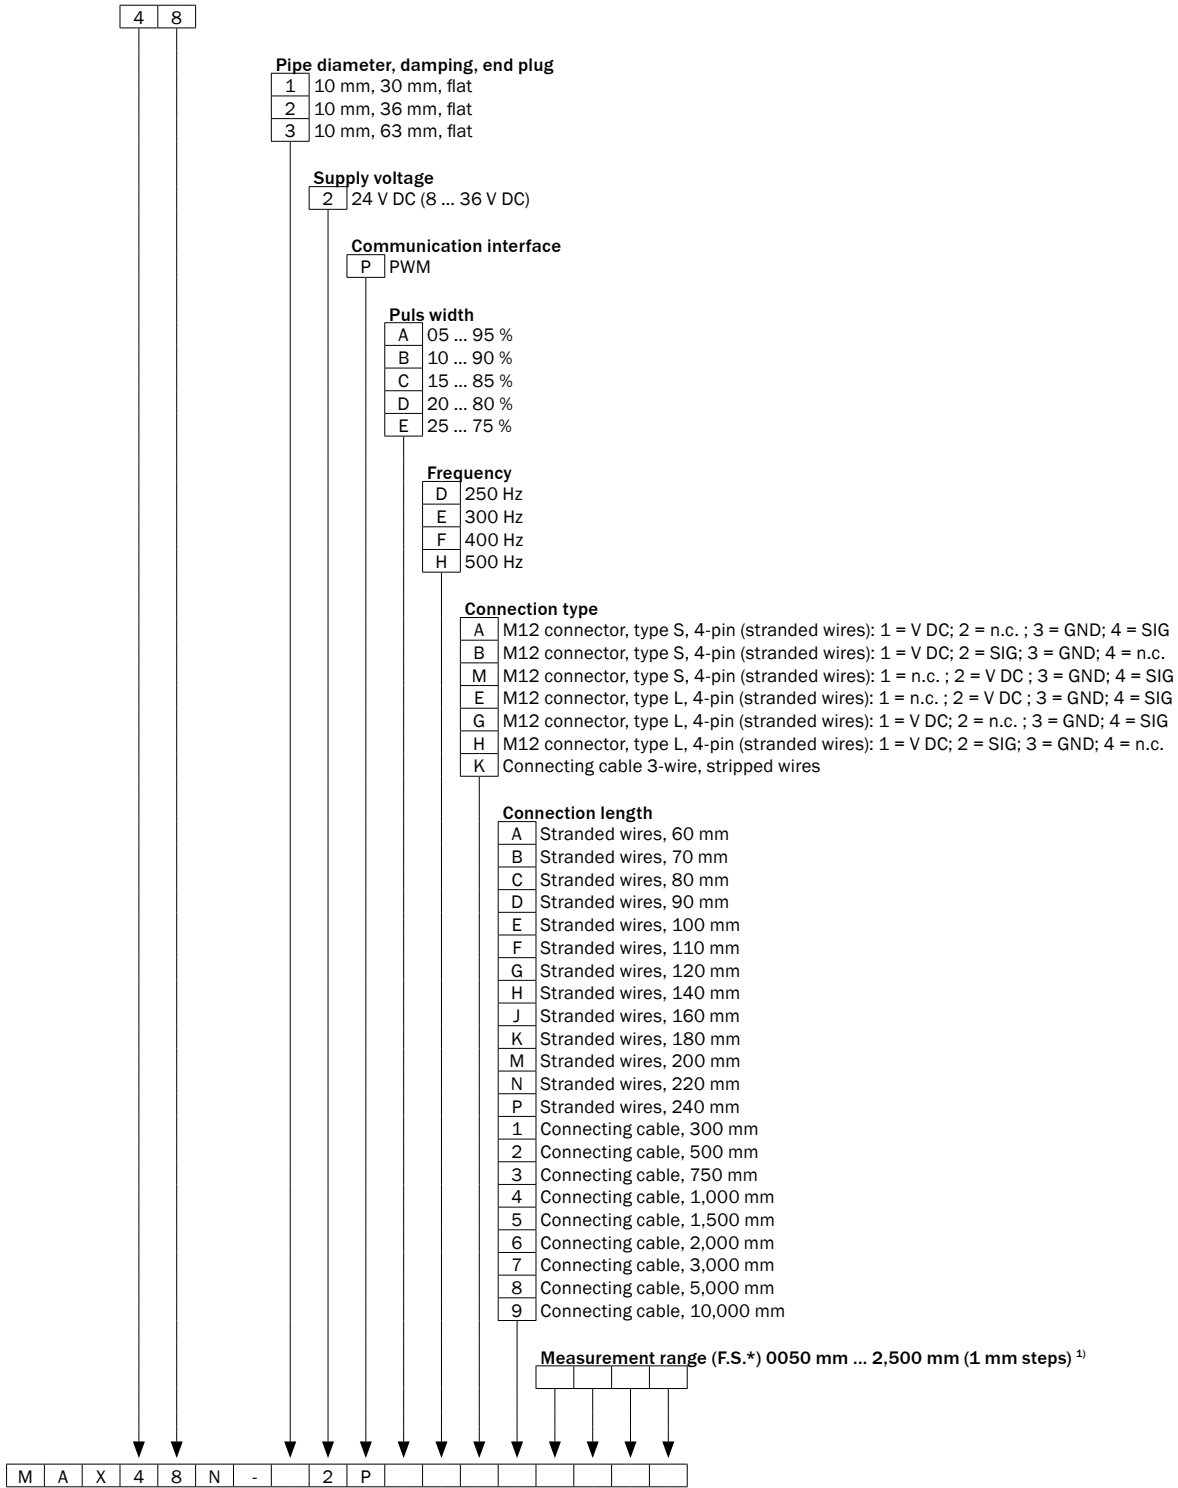 4 8
Pipe diameter, damping, end plug
1 10 mm, 30 mm, flat
2 10 mm, 36 mm, flat
3 10 mm, 63 mm, flat
Supply voltage
2 24 V DC (8 ... 36 V DC)
Communication interface
P PWM
Puls width
A 05 ... 95 %
B 10 ... 90 %
C 15 ... 85 %
D 20 ... 80 %
E 25 ... 75 %
Frequency
D 250 Hz
E 300 Hz
F 400 Hz
H 500 Hz
Connection type
A M12 connector, type S, 4-pin (stranded wires): 1 = V DC; 2 = n.c. ; 3 = GND; 4 = SIG
B M12 connector, type S, 4-pin (stranded wires): 1 = V DC; 2 = SIG; 3 = GND; 4 = n.c.
M M12 connector, type S, 4-pin (stranded wires): 1 = n.c. ; 2 = V DC ; 3 = GND; 4 = SIG
E M12 connector, type L, 4-pin (stranded wires): 1 = n.c. ; 2 = V DC ; 3 = GND; 4 = SIG
G M12 connector, type L, 4-pin (stranded wires): 1 = V DC; 2 = n.c. ; 3 = GND; 4 = SIG
H M12 connector, type L, 4-pin (stranded wires): 1 = V DC; 2 = SIG; 3 = GND; 4 = n.c.
K Connecting cable 3-wire, stripped wires
Connection length
A Stranded wires, 60 mm
B Stranded wires, 70 mm
C Stranded wires, 80 mm
D Stranded wires, 90 mm
E Stranded wires, 100 mm
F Stranded wires, 110 mm
G Stranded wires, 120 mm
H Stranded wires, 140 mm
J Stranded wires, 160 mm
K Stranded wires, 180 mm
M Stranded wires, 200 mm
N Stranded wires, 220 mm
P Stranded wires, 240 mm
1 Connecting cable, 300 mm
2 Connecting cable, 500 mm
3 Connecting cable, 750 mm
4 Connecting cable, 1,000 mm
5 Connecting cable, 1,500 mm
6 Connecting cable, 2,000 mm
7 Connecting cable, 3,000 mm
8 Connecting cable, 5,000 mm
9 Connecting cable, 10,000 mm
Measurement range (F.S.*) 0050 mm ... 2,500 mm (1 mm steps) 1)
M A X 4 8 N - 2 P